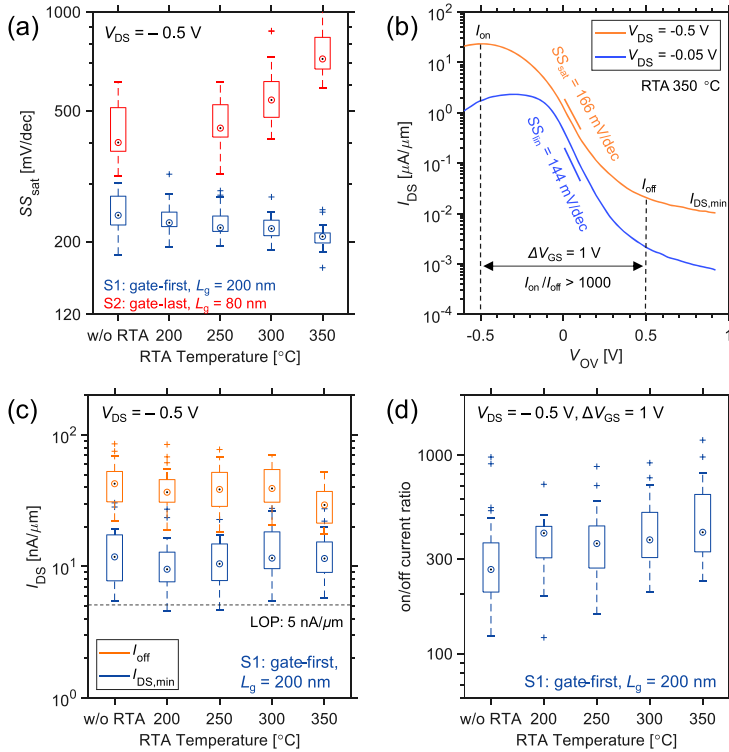 (a)
V_DS = − 0.5 V
SS_sat [mV/dec]
1000
500
200
120
S1: gate-first, L_g = 200 nm
S2: gate-last, L_g = 80 nm
w/o RTA 200 250 300 350
RTA Temperature [°C]
(b)
I_on
V_DS = -0.5 V
V_DS = -0.05 V
RTA 350 °C
SS_sat = 166 mV/dec
SS_lin = 144 mV/dec
I_off
I_DS,min
ΔV_GS = 1 V
I_on/I_off > 1000
I_DS [μA/μm]
10^2
10^1
10^0
10^-1
10^-2
10^-3
10^-4
-0.5 0 0.5 1
V_OV [V]
(c)
V_DS = − 0.5 V
I_DS [nA/μm]
10^2
10^1
10^0
LOP: 5 nA/μm
I_off
I_DS,min
S1: gate-first,
L_g = 200 nm
w/o RTA 200 250 300 350
RTA Temperature [°C]
(d)
V_DS = − 0.5 V, ΔV_GS = 1 V
on/off current ratio
1000
300
100
S1: gate-first, L_g = 200 nm
w/o RTA 200 250 300 350
RTA Temperature [°C]